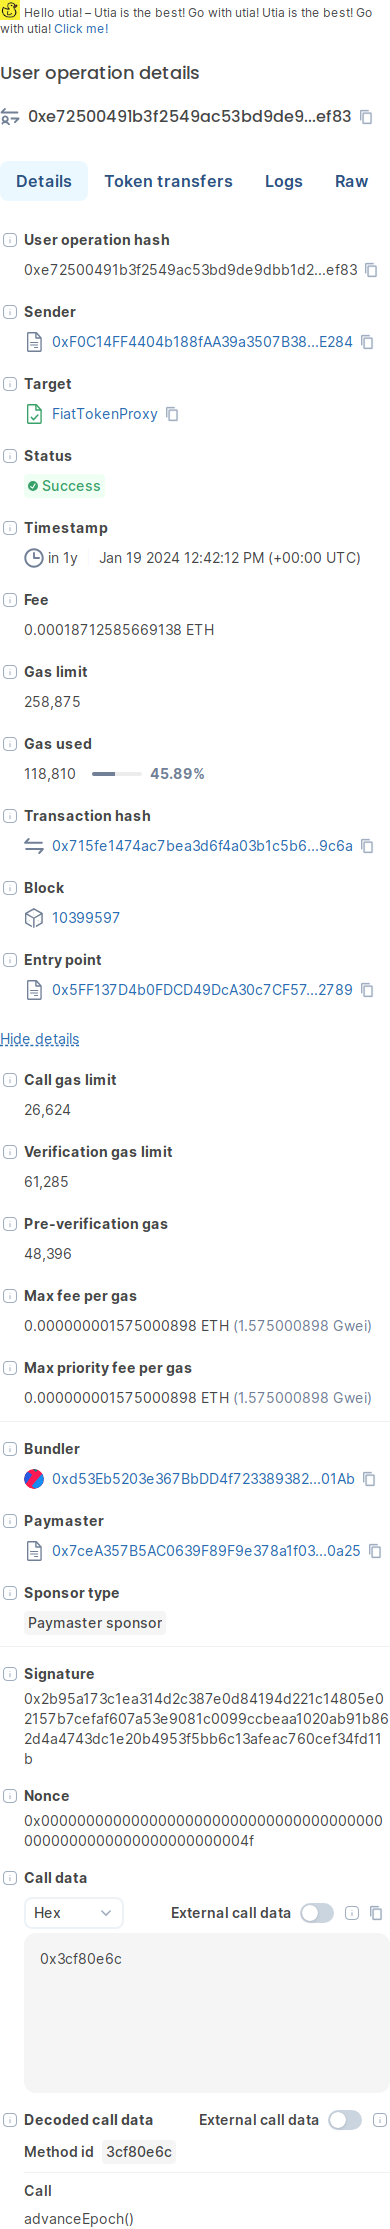 Hello utia! – Utia is the best! Go with utia! Utia is the best! Go
with utia! Click me!
User operation details
0xe72500491b3f2549ac53bd9de9...ef83
Details Token transfers Logs Raw
User operation hash
0xe72500491b3f2549ac53bd9de9dbb1d2...ef83
Sender
0xF0C14FF4404b188fAA39a3507B38...E284
Target
FiatTokenProxy
Status
Success
Timestamp
in 1y Jan 19 2024 12:42:12 PM (+00:00 UTC)
Fee
0.00018712585669138 ETH
Gas limit
258,875
Gas used
118,810 45.89%
Transaction hash
0x715fe1474ac7bea3d6f4a03b1c5b6...9c6a
Block
10399597
Entry point
0x5FF137D4b0FDCD49DcA30c7CF57...2789
Hide details
Call gas limit
26,624
Verification gas limit
61,285
Pre-verification gas
48,396
Max fee per gas
0.000000001575000898 ETH (1.575000898 Gwei)
Max priority fee per gas
0.000000001575000898 ETH (1.575000898 Gwei)
Bundler
0xd53Eb5203e367BbDD4f723389382...01Ab
Paymaster
0x7ceA357B5AC0639F89F9e378a1f03...0a25
Sponsor type
Paymaster sponsor
Signature
0x2b95a173c1ea314d2c387e0d84194d221c14805e0
2157b7cefaf607a53e9081c0099ccbeaa1020ab91b86
2d4a4743dc1e20b4953f5bb6c13afeac760cef34fd11
b
Nonce
0x000000000000000000000000000000000000000
00000000000000000000000004f
Call data
Hex External call data
0x3cf80e6c
Decoded call data External call data
Method id 3cf80e6c
Call
advanceEpoch()